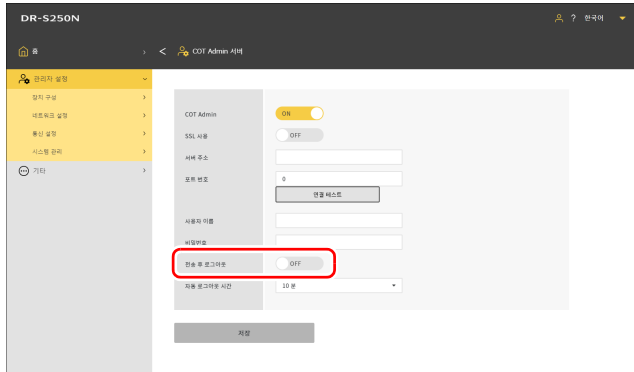 DR-S250N
? 한국어
홈
< COT Admin 서버
관리자 설정
장치 구성
네트워크 설정
통신 설정
시스템 관리
기타
COT Admin ON
SSL 사용 OFF
서버 주소
포트 번호 0
연결 테스트
사용자 이름
비밀번호
전송 후 로그아웃 OFF
자동 로그아웃 시간 10 분
저장